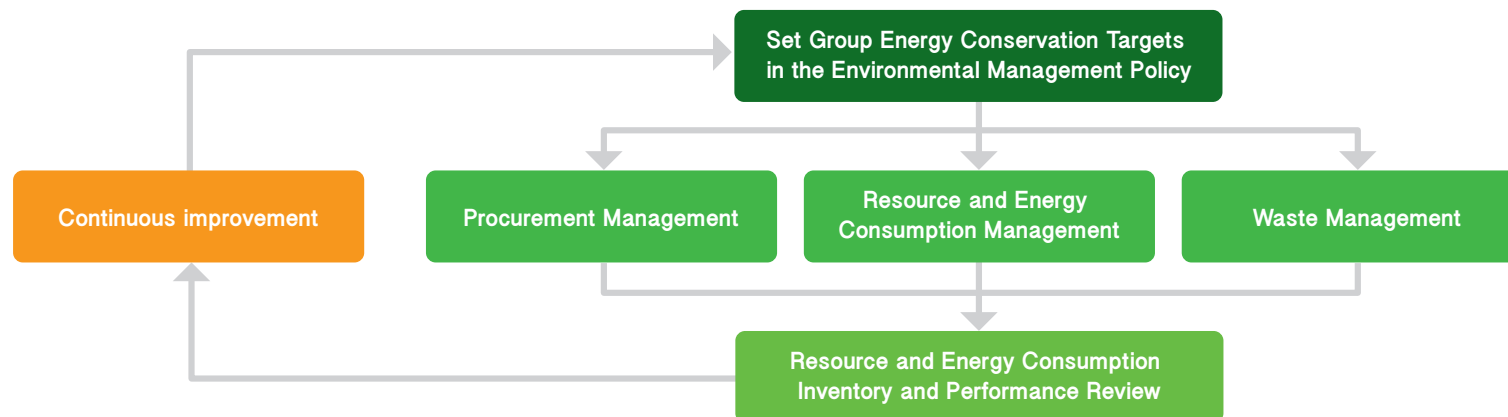 Set Group Energy Conservation Targets
in the Environmental Management Policy
Continuous improvement
Procurement Management
Resource and Energy
Consumption Management
Waste Management
Resource and Energy Consumption
Inventory and Performance Review